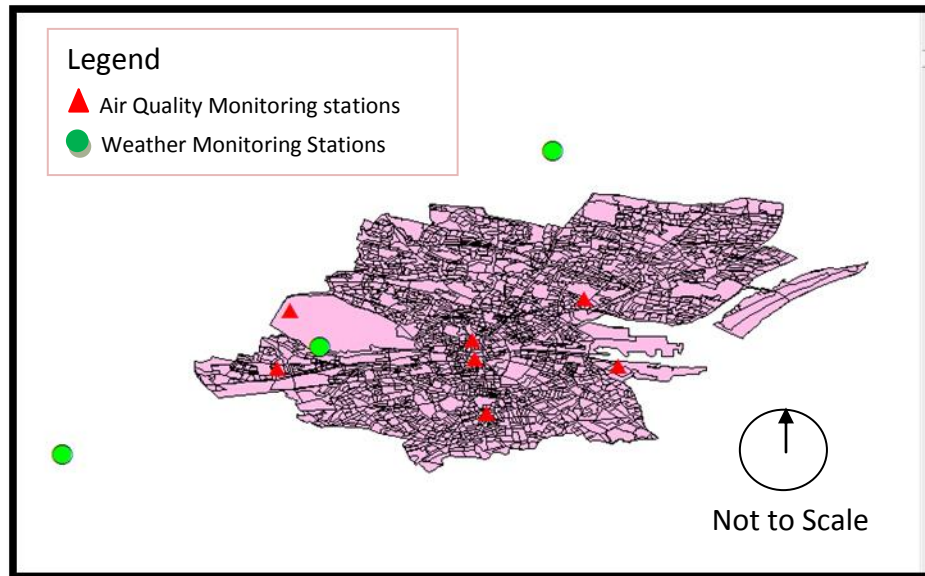 Legend
Air Quality Monitoring stations
Weather Monitoring Stations
Not to Scale